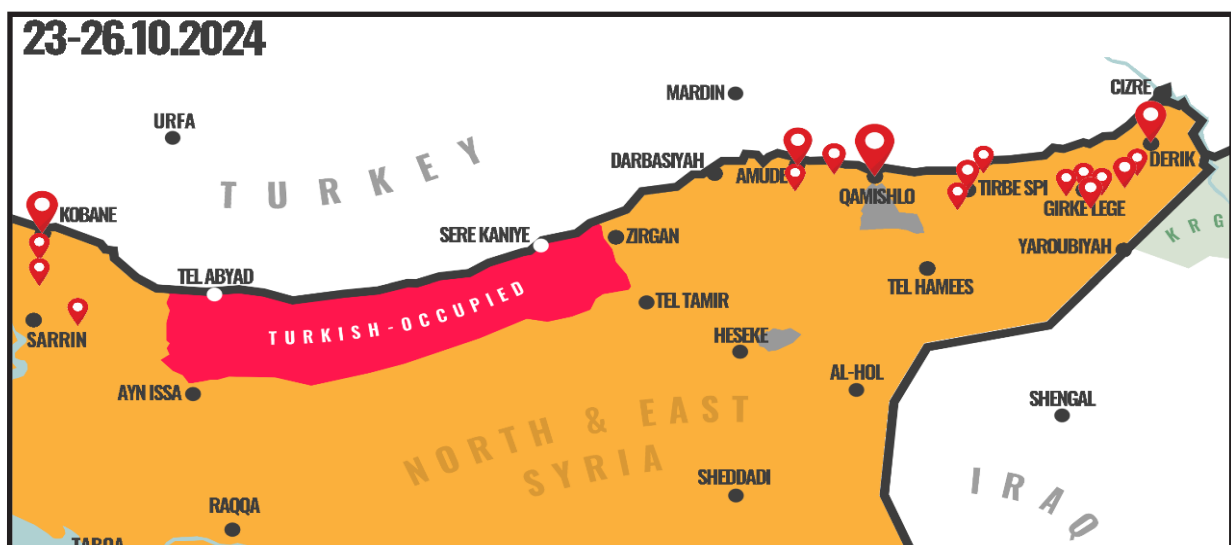 23-26.10.2024
CIZRE
MARDIN
URFA
TURKEY
DARBASIYAH
AMUDE
QAMISHLO
TIRBE SPI
DERIK
GIRKE LEGE
KOBANE
SERE KANIYE
ZIRGAN
YAROUBIYAH
KRG
TEL ABYAD
TEL HAMEES
TURKISH-OCCUPIED
TEL TAMIR
SARRIN
HESEKE
AYN ISSA
AL-HOL
SHENGAL
NORTH & EAST
SYRIA
SHEDDADI
IRAQ
RAQQA
TABQA